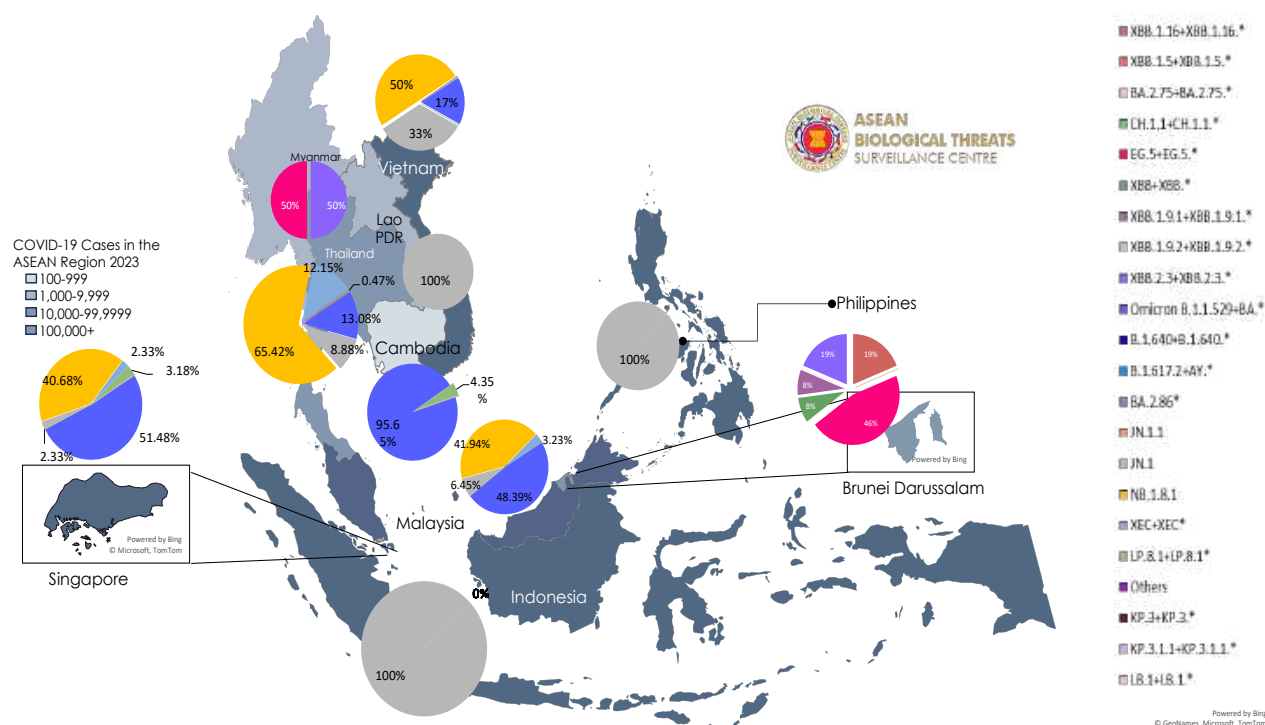 50%
17%
33%
Vietnam
Myanmar
50%
50%
Lao
PDR
Thailand
12.15%
0.47%
13.08%
8.88%
65.42%
100%
Cambodia
COVID-19 Cases in the
ASEAN Region 2023
100-999
1,000-9,999
10,000-99,9999
100,000+
40.68%
2.33%
3.18%
51.48%
2.33%
Powered by Bing
© Microsoft, TomTom
Singapore
95.6
5%
4.35
%
41.94%
3.23%
6.45%
48.39%
Malaysia
100%
Philippines
19%
19%
8%
8%
46%
Powered by Bing
Brunei Darussalam
0%
100%
Indonesia
ASEAN BIOLOGICAL THREATS SURVEILLANCE CENTRE
ASEAN
BIOLOGICAL THREATS
SURVEILLANCE CENTRE
XBB.1.16+XBB.1.16.*
XBB.1.5+XBB.1.5.*
BA.2.75+BA.2.75.*
CH.1.1+CH.1.1.*
EG.5+EG.5.*
XBB+XBB.*
XBB.1.9.1+XBB.1.9.1.*
XBB.1.9.2+XBB.1.9.2.*
XBB.2.3+XBB.2.3.*
Omicron B.1.1.529+BA.*
B.1.640+B.1.640.*
B.1.617.2+AY.*
BA.2.86*
JN.1.1
JN.1
NB.1.8.1
XEC+XEC*
LP.8.1+LP.8.1*
Others
KP.3+KP.3.*
KP.3.1.1+KP.3.1.1.*
LB.1+LB.1.*
Powered by Bing
© GeoNames, Microsoft, TomTom